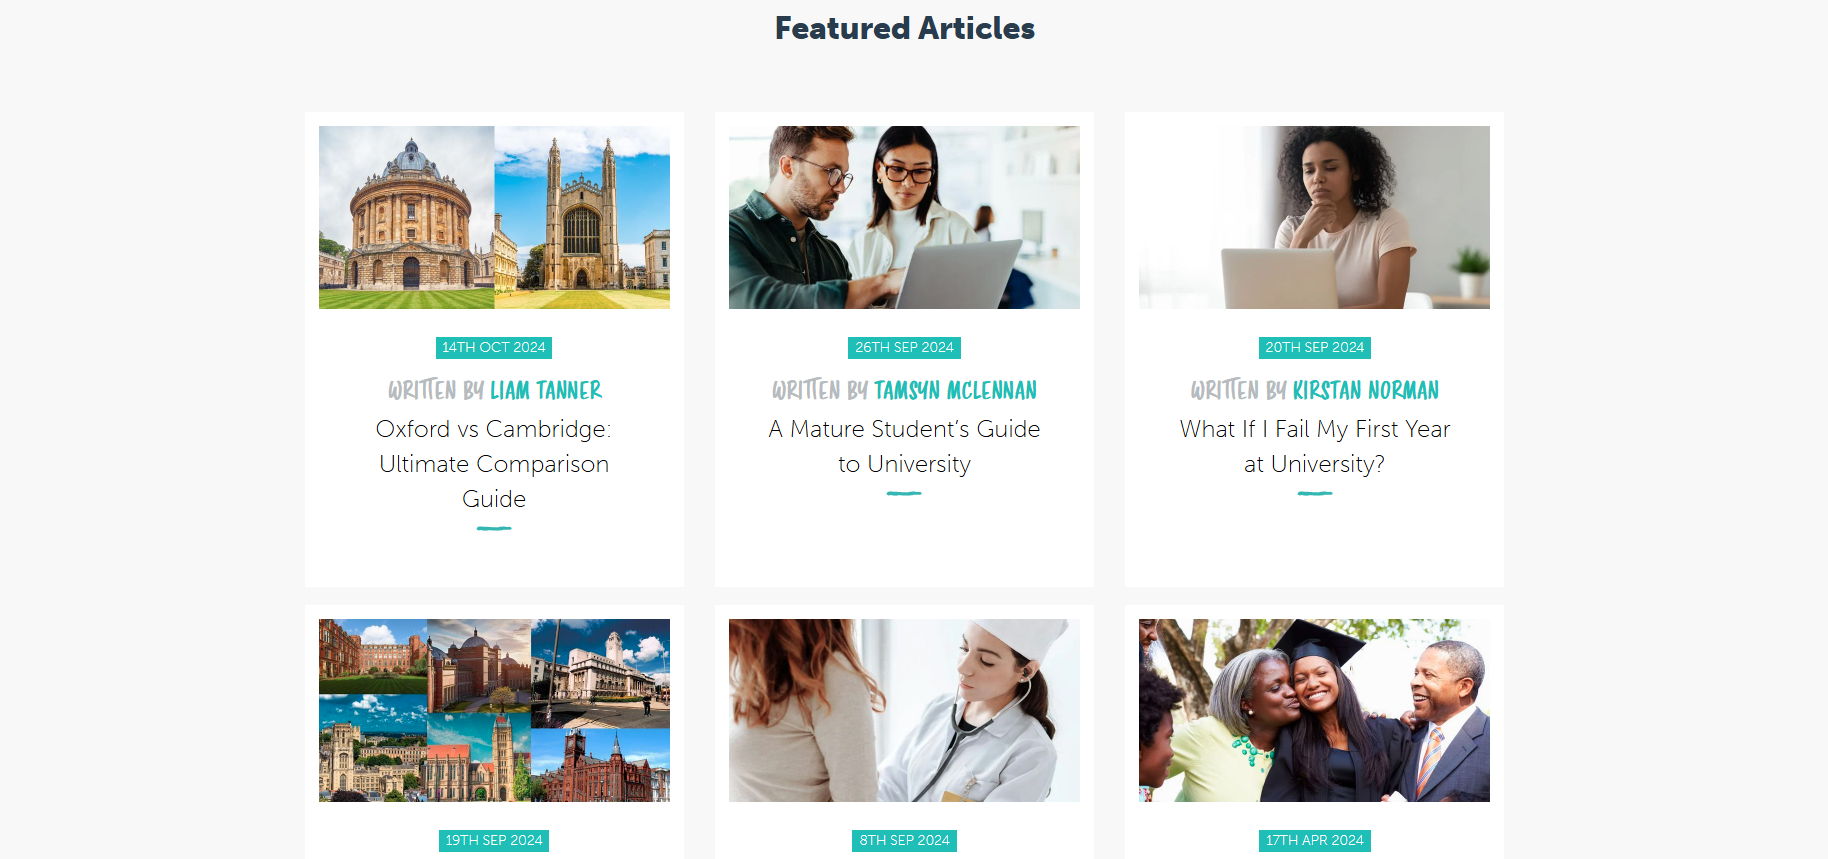 Featured Articles
14TH OCT 2024
WRITTEN BY LIAM TANNER
Oxford vs Cambridge:
Ultimate Comparison
Guide
26TH SEP 2024
WRITTEN BY TAMSYN MCLENNAN
A Mature Student’s Guide
to University
20TH SEP 2024
WRITTEN BY KIRSTAN NORMAN
What If I Fail My First Year
at University?
19TH SEP 2024
8TH SEP 2024
17TH APR 2024